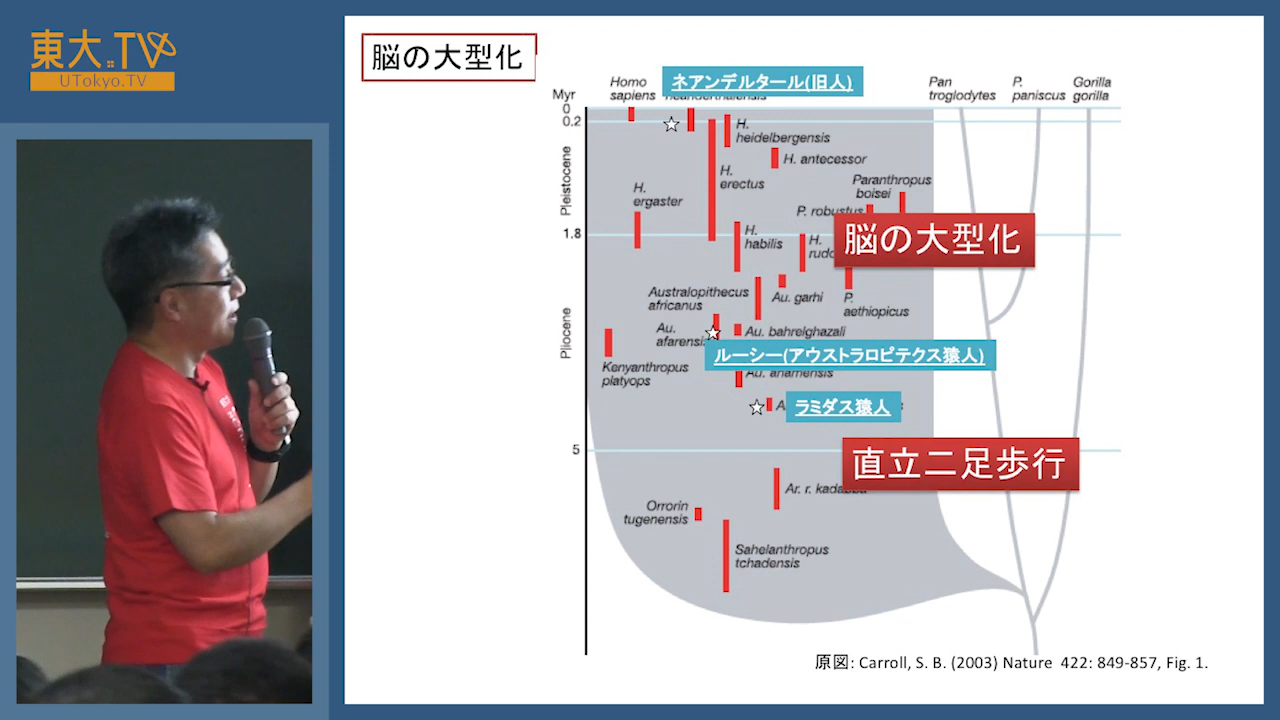 東大.TV
UTokyo.TV
脳の大型化
ネアンデルタール(旧人)
Homo
sapiens
neanderthalensis
Pan
troglodytes
P.
paniscus
Gorilla
gorilla
Myr
0
0.2
H.
heidelbergensis
H. antecessor
H.
erectus
Pleistocene
H.
ergaster
Paranthropus
boisei
P. robustus
1.8
H.
habilis
H.
脳の大型化
Australopithecus
africanus
Au. garhi
P.
aethiopicus
Pliocene
Au.
afarensis
Au. bahrelghazali
ルーシー(アウストラロピテクス猿人)
Kenyanthropus
platyops
Au. anamensis
ラミダス猿人
5
直立二足歩行
Ar. r. kadabba
Orrorin
tugenensis
Sahelanthropus
tchadensis
原図: Carroll, S. B. (2003) Nature 422: 849-857, Fig. 1.